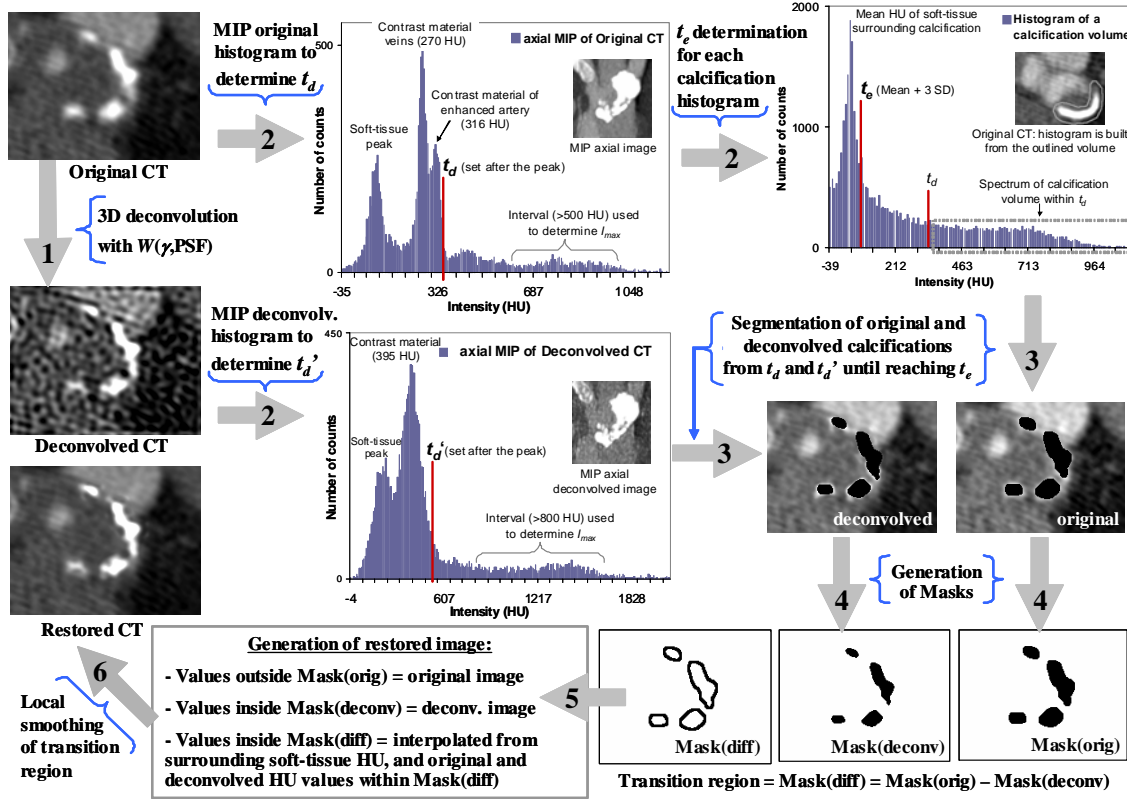 MIP original
histogram to
determine t_d
2
Original CT
1
3D deconvolution
with W(γ,PSF)
Number of counts
500
0
Contrast material
veins (270 HU)
axial MIP of Original CT
Contrast material of
enhanced artery
(316 HU)
Soft-tissue
peak
t_d (set after the peak)
MIP axial image
Interval (>500 HU) used
to determine I_max
-35
326
687
1048
Intensity (HU)
t_e determination
for each
calcification
histogram
2
Number of counts
2000
1000
0
Mean HU of soft-tissue
surrounding calcification
Histogram of a
calcification volume
t_e (Mean + 3 SD)
Original CT: histogram is built
from the outlined volume
t_d
Spectrum of calcification
volume within t_d
-39
212
463
713
964
Intensity (HU)
Deconvolved CT
MIP deconvolv.
histogram to
determine t_d’
2
Number of counts
450
0
Contrast material
(395 HU)
axial MIP of Deconvolved CT
Soft-tissue
peak
t_d‘ (set after the peak)
MIP axial
deconvolved image
Interval (>800 HU) used
to determine I_max
-4
607
1217
1828
Intensity (HU)
Segmentation of original and
deconvolved calcifications
from t_d and t_d’ until reaching t_e
3
3
deconvolved
original
4
Generation
of Masks
4
Mask(diff)
Mask(deconv)
Mask(orig)
Transition region = Mask(diff) = Mask(orig) – Mask(deconv)
5
Generation of restored image:
- Values outside Mask(orig) = original image
- Values inside Mask(deconv) = deconv. image
- Values inside Mask(diff) = interpolated from
surrounding soft-tissue HU, and original and
deconvolved HU values within Mask(diff)
6
Local
smoothing
of transition
region
Restored CT